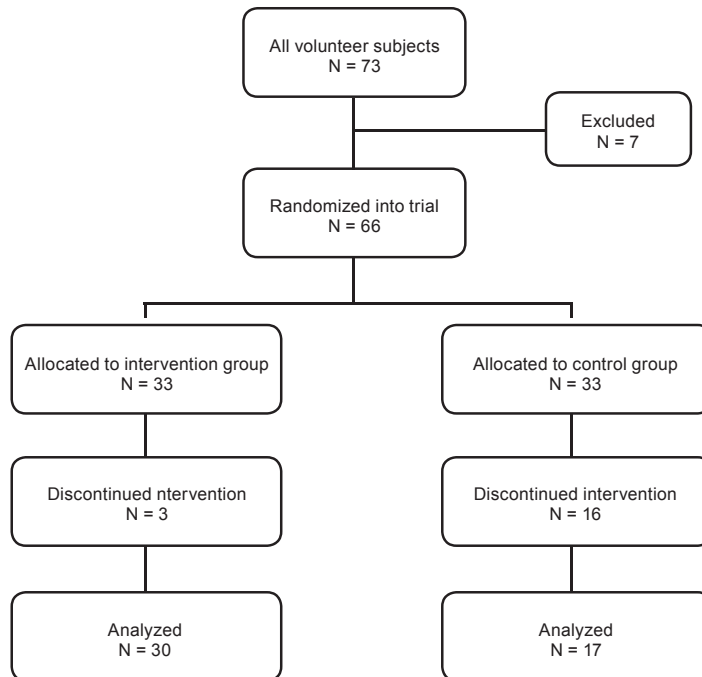 All volunteer subjects
N = 73
Excluded
N = 7
Randomized into trial
N = 66
Allocated to intervention group
N = 33
Allocated to control group
N = 33
Discontinued ntervention
N = 3
Discontinued intervention
N = 16
Analyzed
N = 30
Analyzed
N = 17